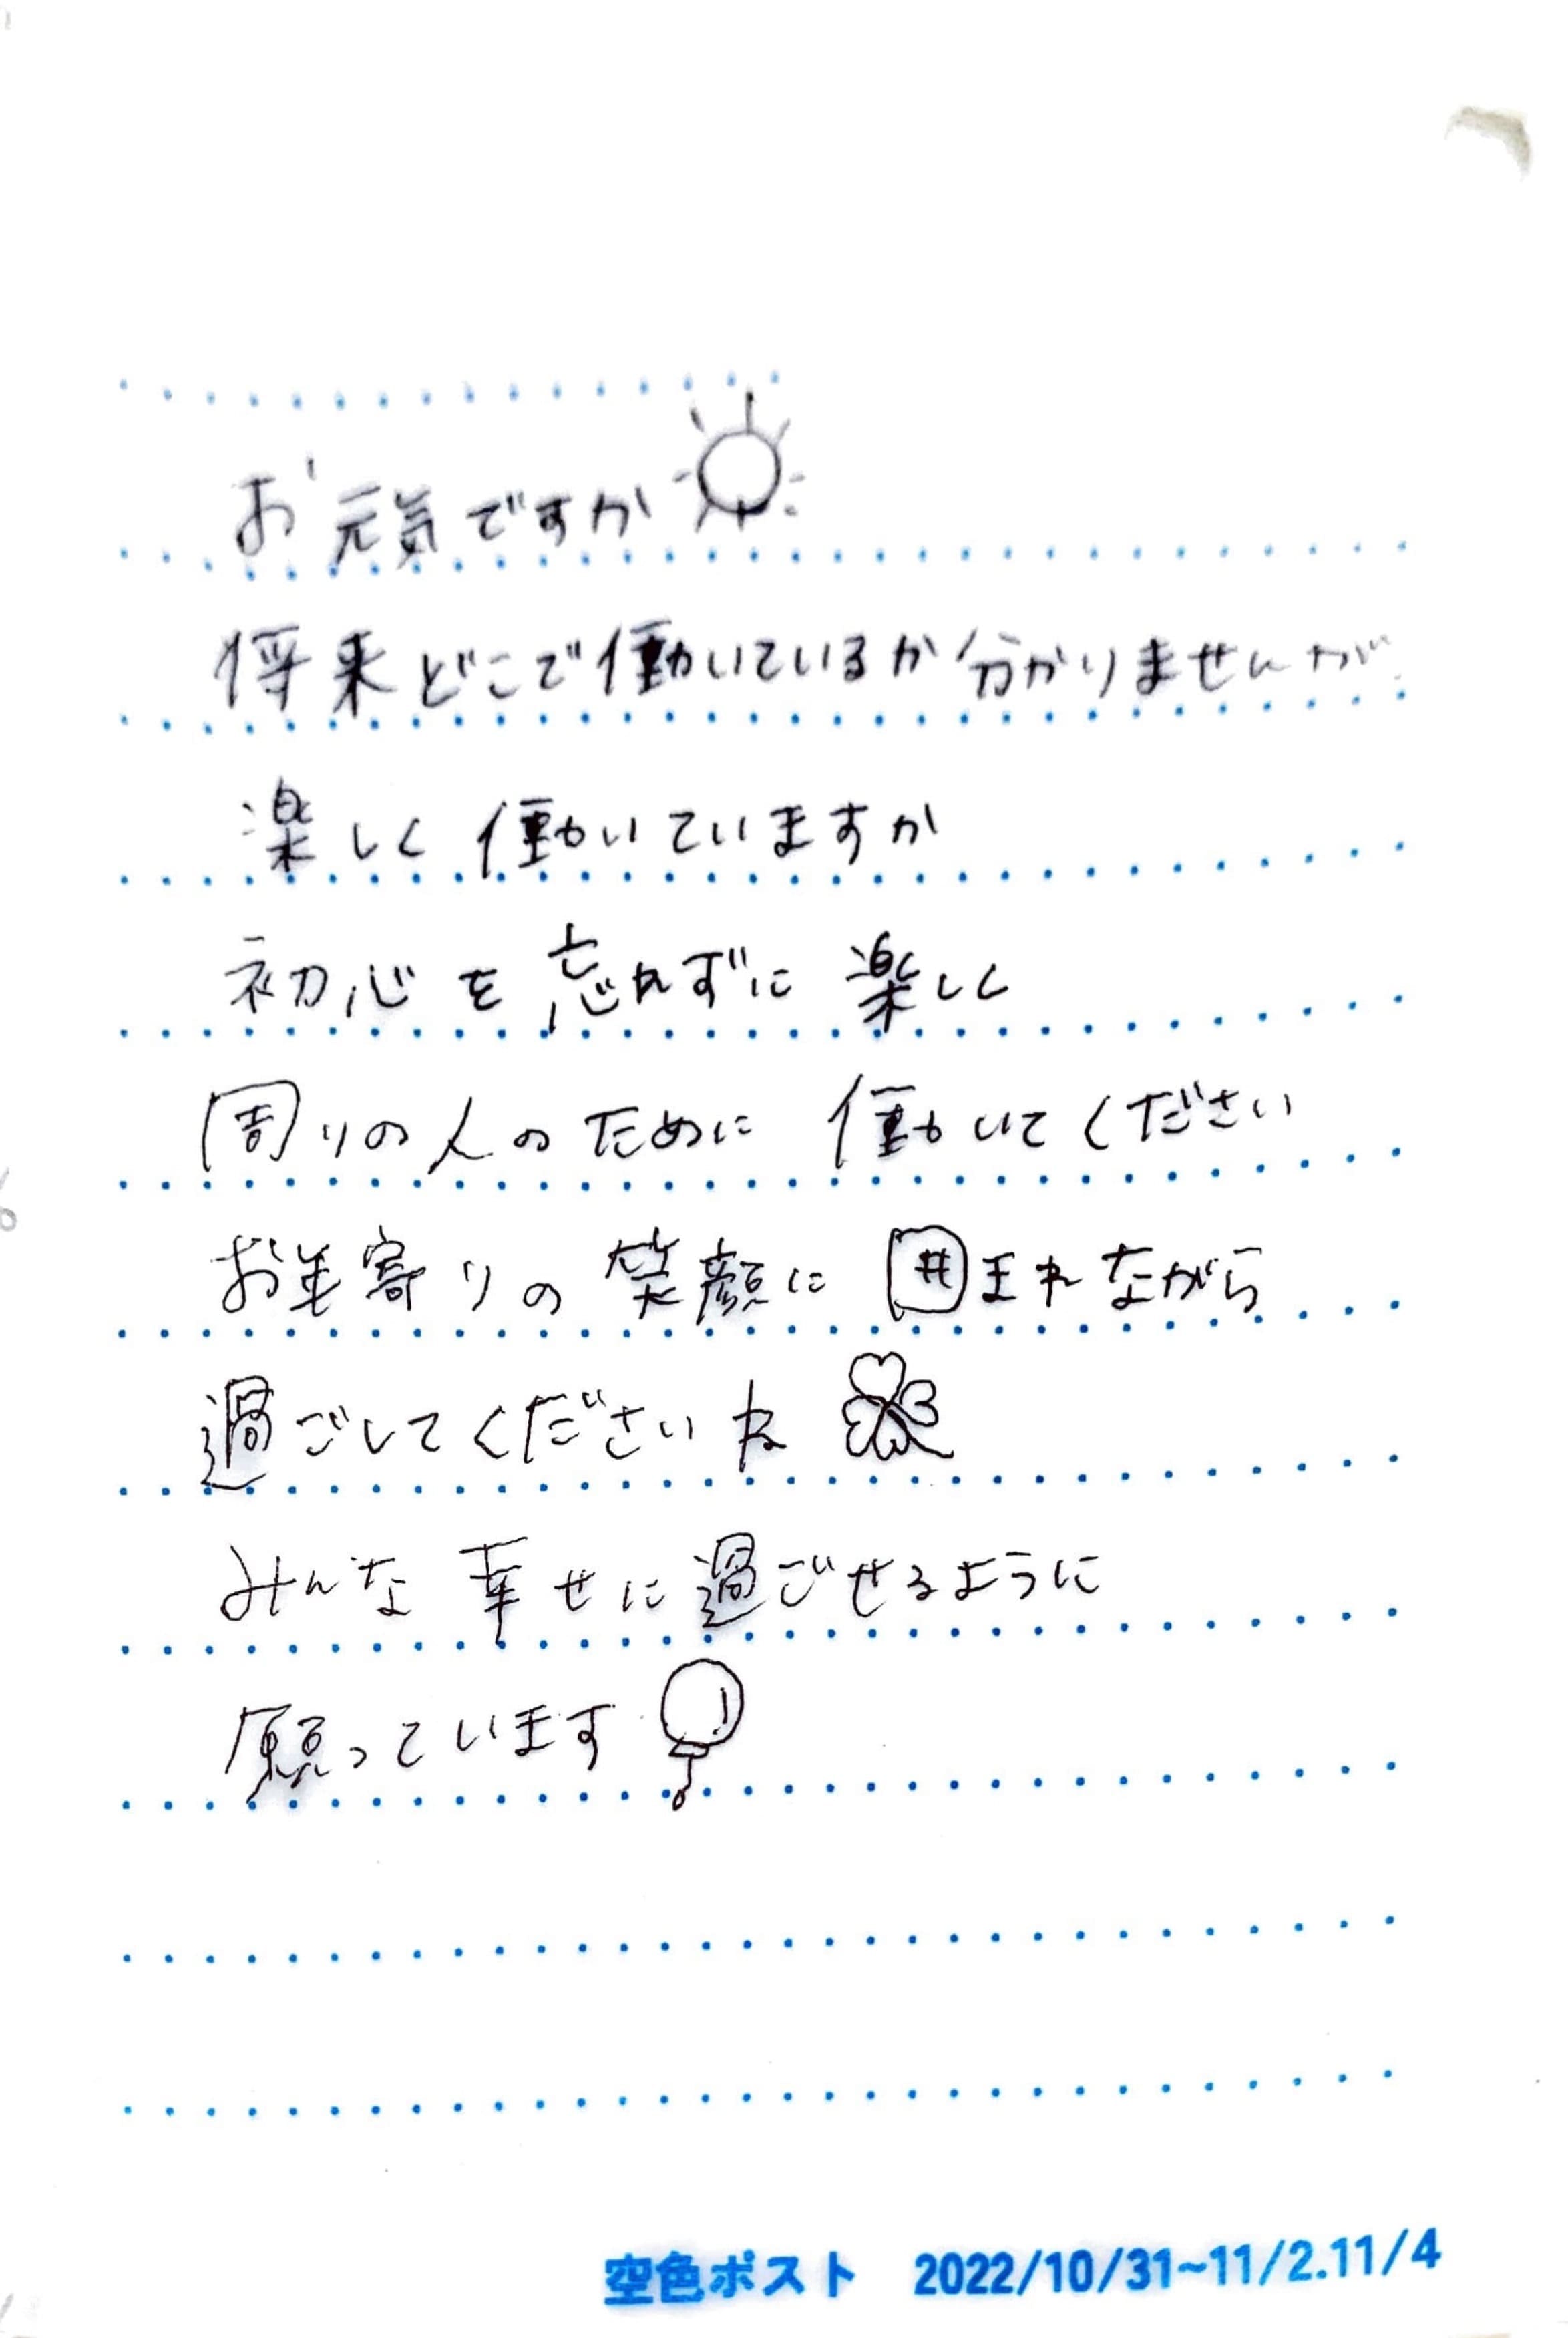 お元気ですか
将来どこで働いているか分かりませんが
楽しく働いていますか
初心を忘れずに楽しく
周りの人のために働いてください
お年寄りの笑顔に囲まれながら
過ごしてくださいね
みんな幸せに過ごせるように
願っています
空色ポスト 2022/10/31~11/2.11/4